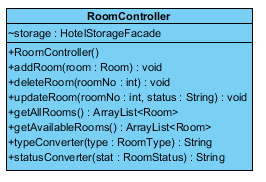 RoomController
~storage : HotelStorageFacade
+RoomController()
+addRoom(room : Room) : void
+deleteRoom(roomNo : int) : void
+updateRoom(roomNo : int, status : String) : void
+getAllRooms() : ArrayList<Room>
+getAvailableRooms() : ArrayList<Room>
+typeConverter(type : RoomType) : String
+statusConverter(stat : RoomStatus) : String